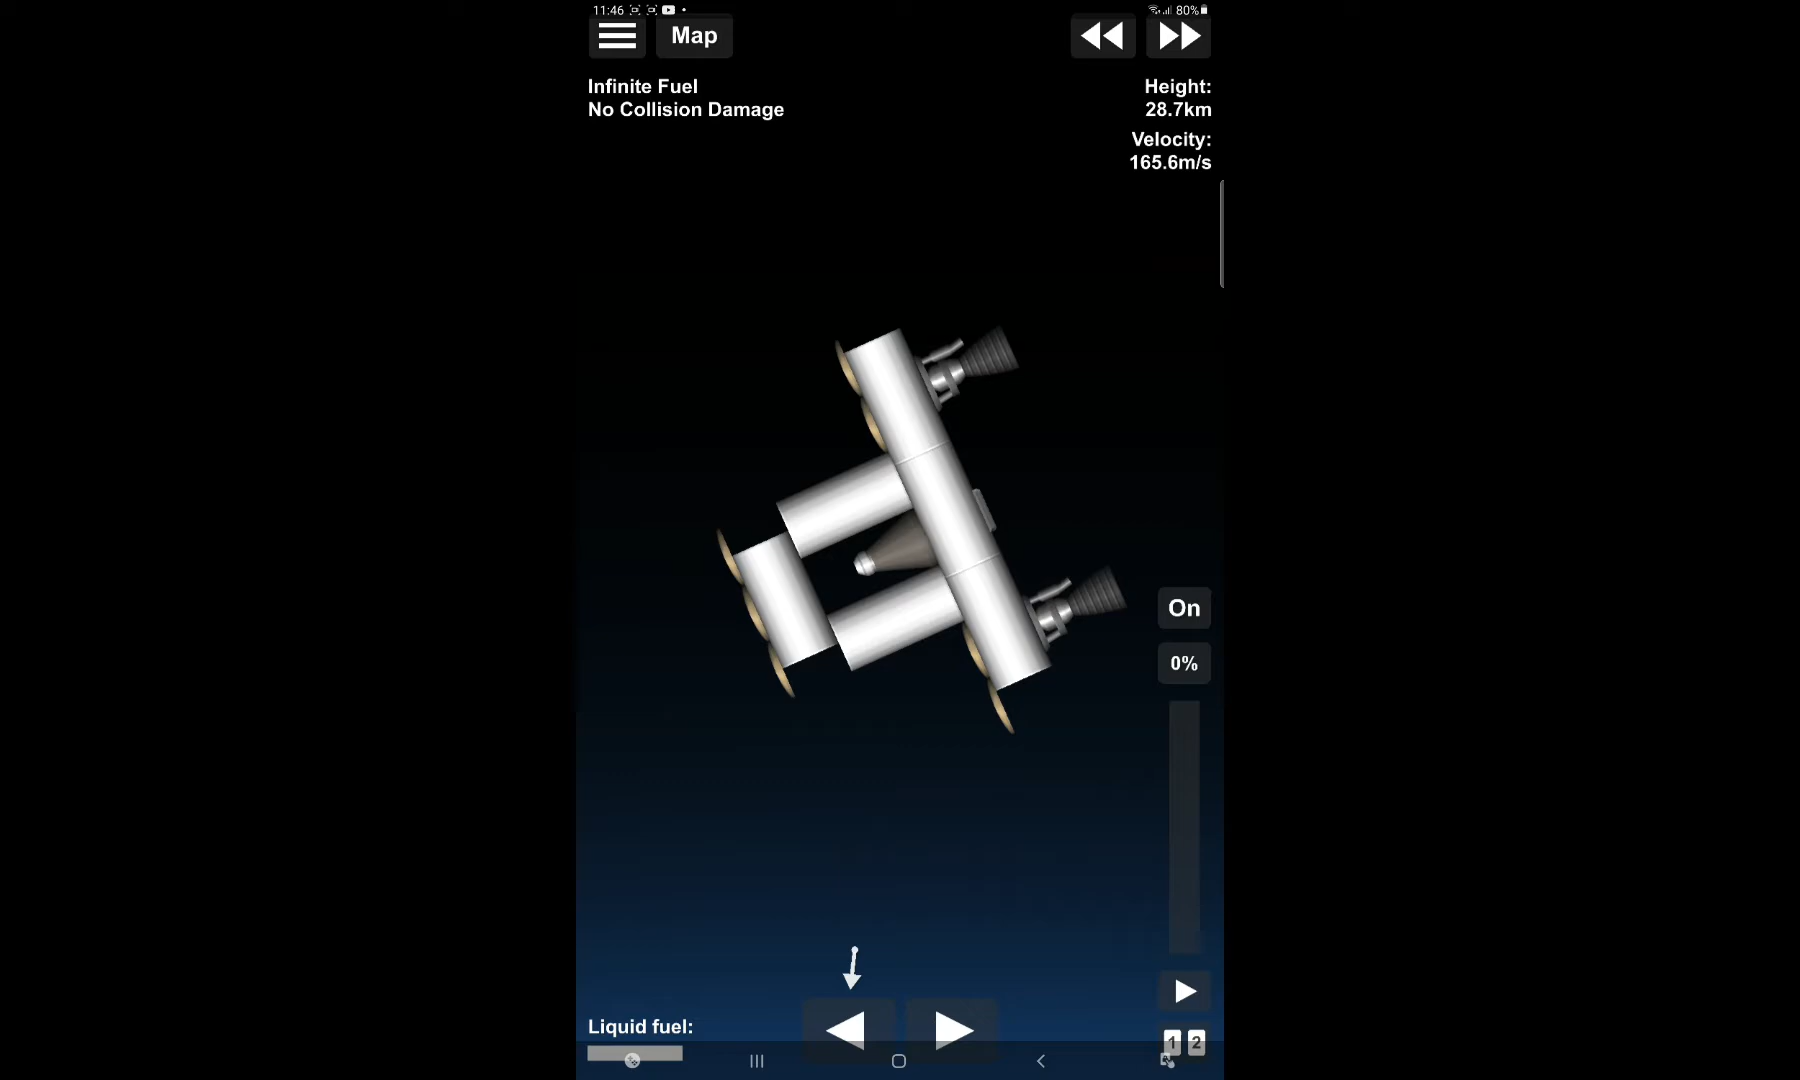 11:46
80%
Map
Infinite Fuel
No Collision Damage
Height:
28.7km
Velocity:
165.6m/s
On
0%
Liquid fuel:
1 2